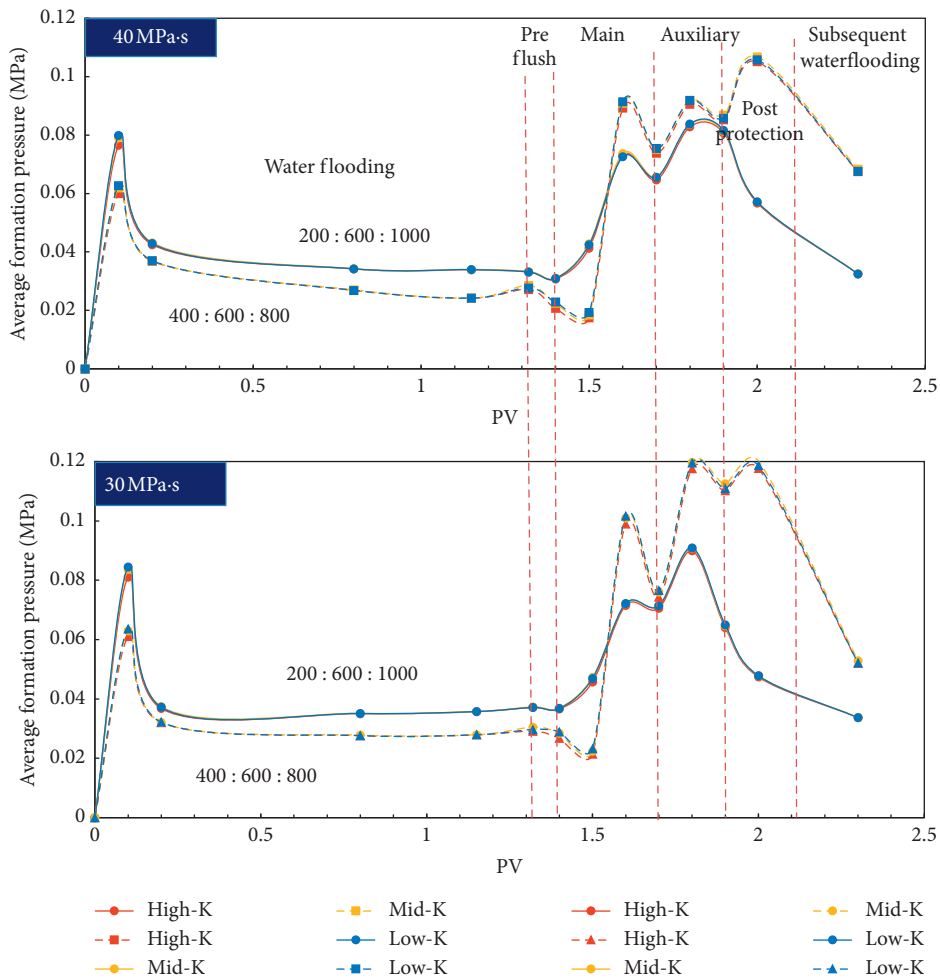 40 MPa·s
Pre
flush
Main
Auxiliary
Subsequent
waterflooding
Post
protection
Water flooding
200 : 600 : 1000
400 : 600 : 800
Average formation pressure (MPa)
0.12
0.1
0.08
0.06
0.04
0.02
0
0 0.5 1 1.5 2 2.5
PV
30 MPa·s
200 : 600 : 1000
400 : 600 : 800
Average formation pressure (MPa)
0.12
0.1
0.08
0.06
0.04
0.02
0
0 0.5 1 1.5 2 2.5
PV
High-K Mid-K High-K Mid-K
High-K Low-K High-K Low-K
Mid-K Low-K Mid-K Low-K